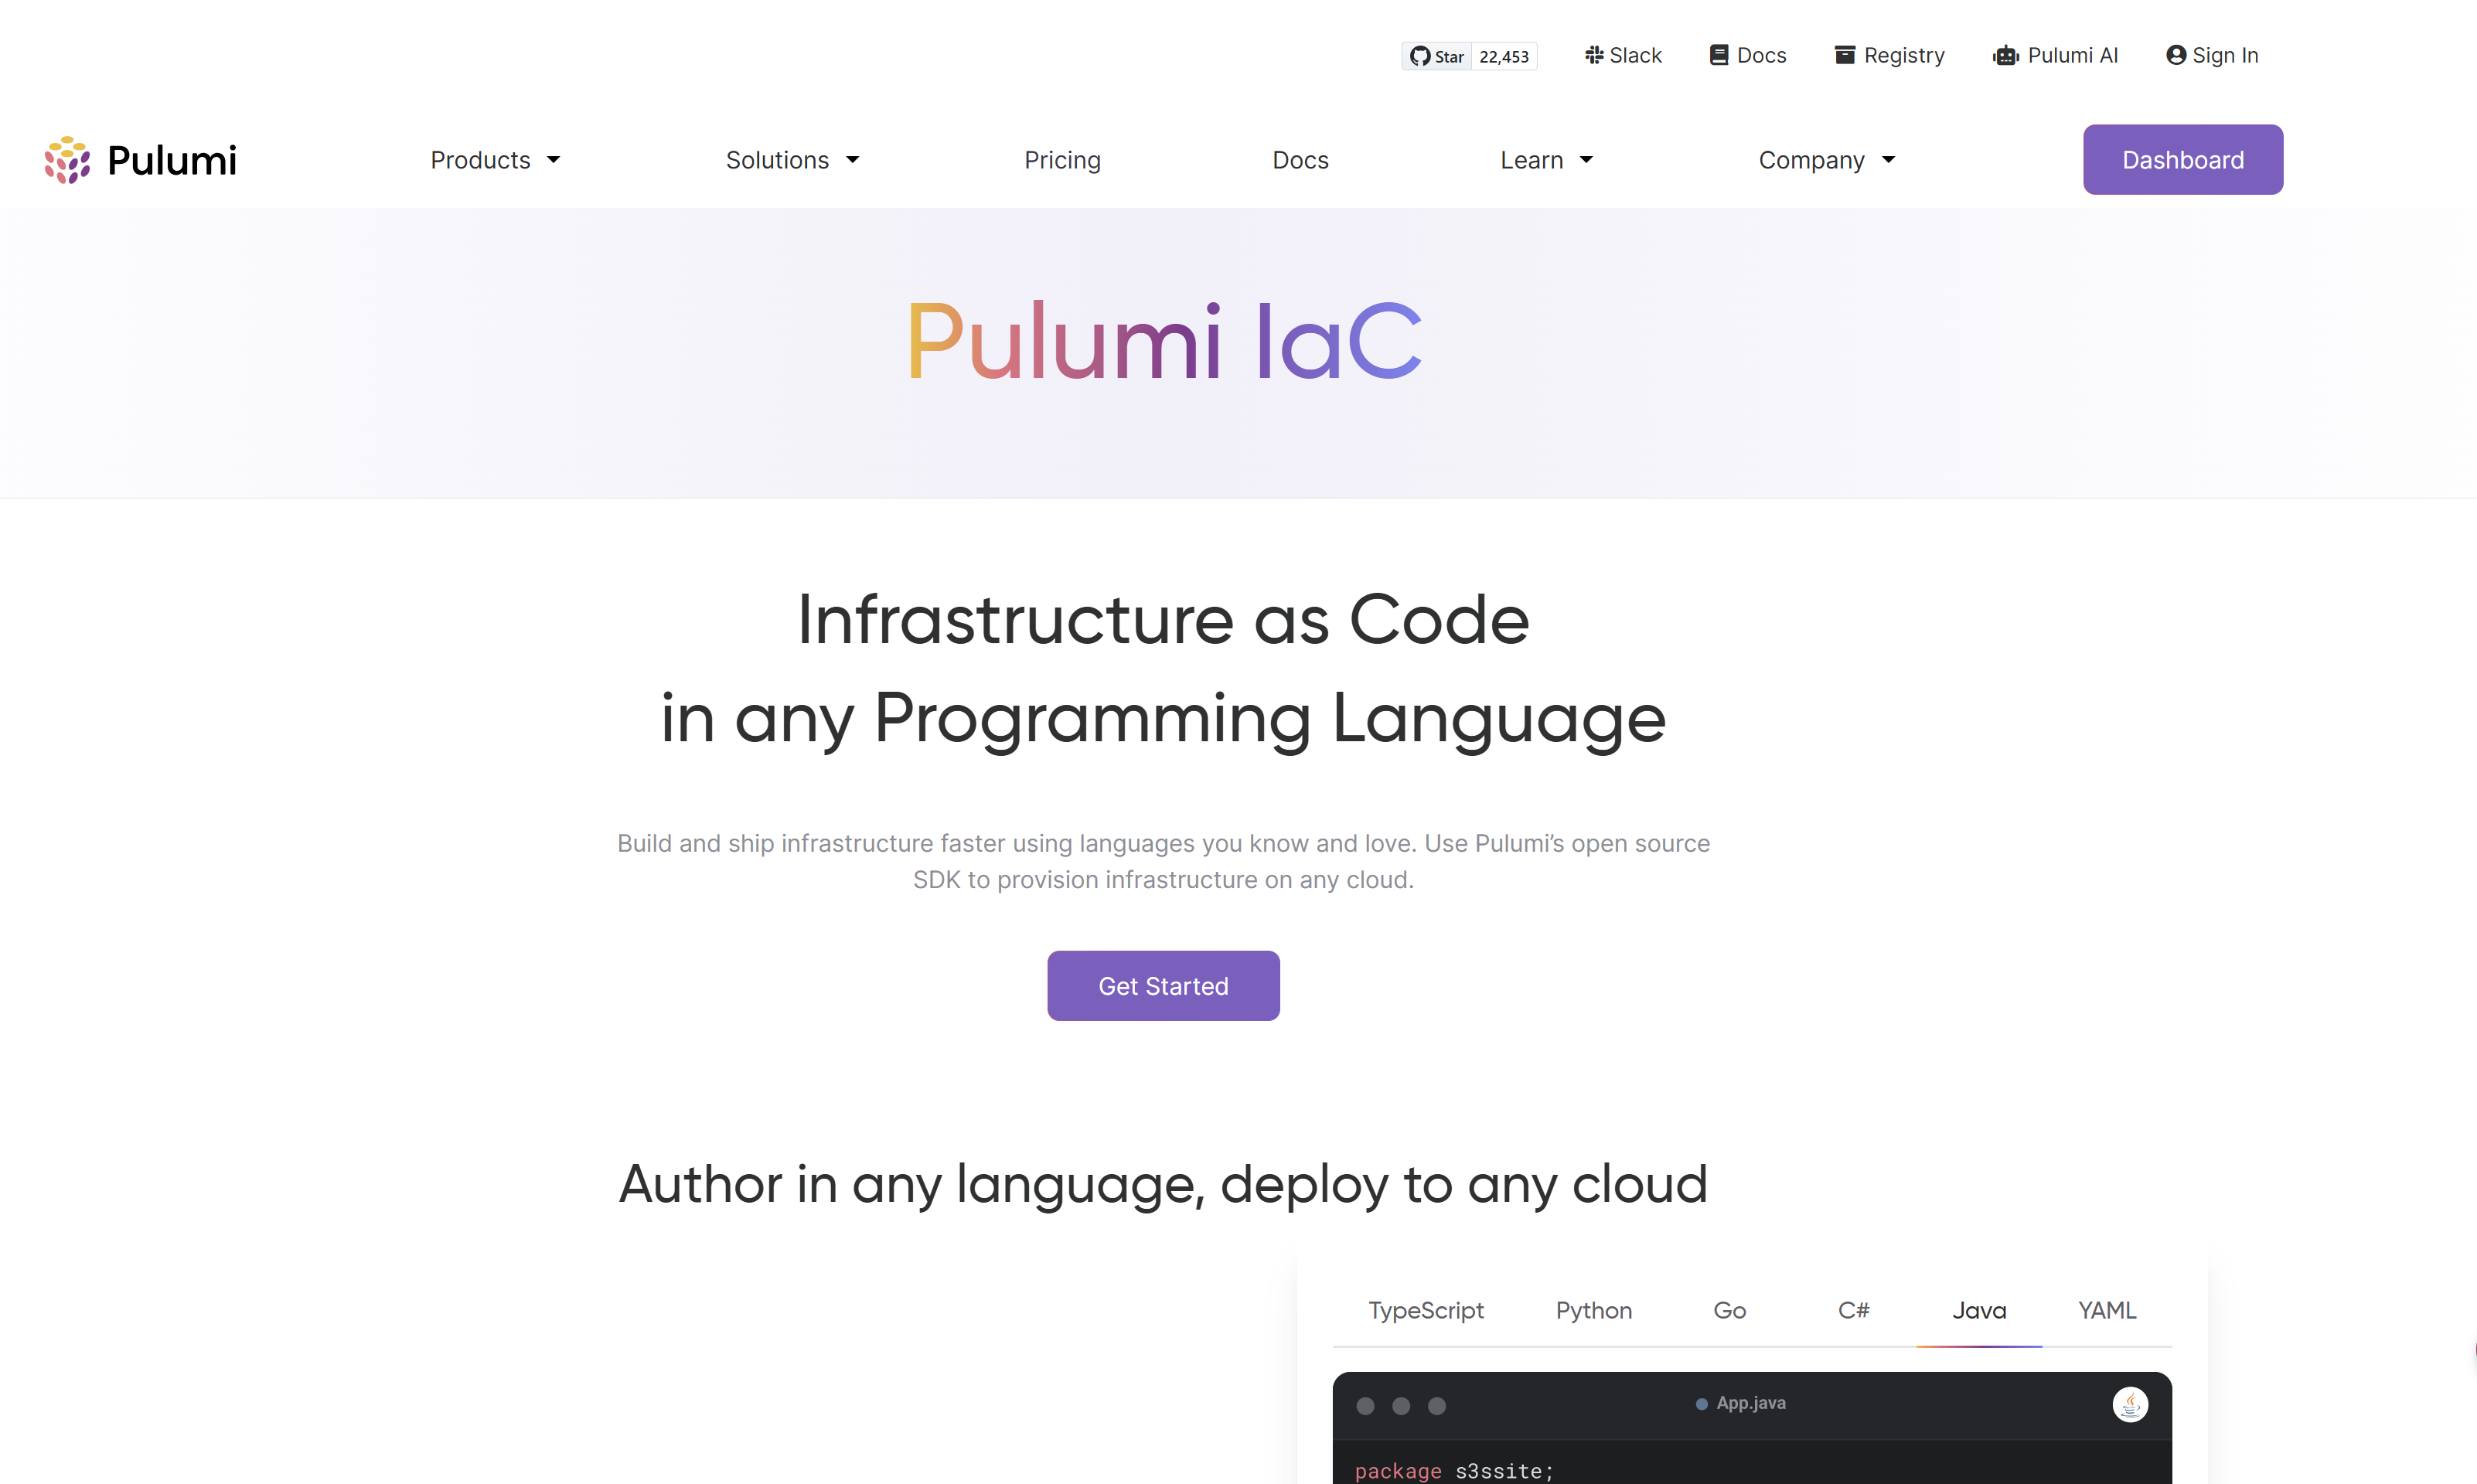 Star 22,453 Slack Docs Registry Pulumi AI Sign In
Pulumi Products Solutions Pricing Docs Learn Company Dashboard
Pulumi IaC
Infrastructure as Code
in any Programming Language
Build and ship infrastructure faster using languages you know and love. Use Pulumi’s open source
SDK to provision infrastructure on any cloud.
Get Started
Author in any language, deploy to any cloud
TypeScript Python Go C# Java YAML
App.java
package s3ssite;